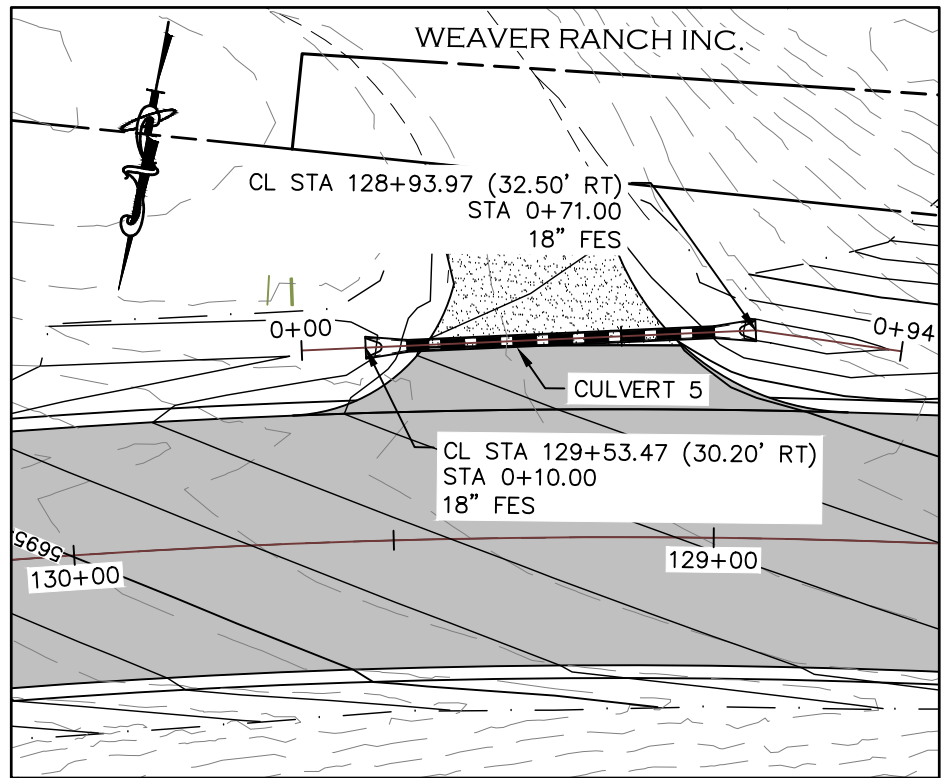 WEAVER RANCH INC.
CL STA 128+93.97 (32.50' RT)
STA 0+71.00
18" FES
0+00
0+94
CULVERT 5
CL STA 129+53.47 (30.20' RT)
STA 0+10.00
18" FES
5695
130+00
129+00